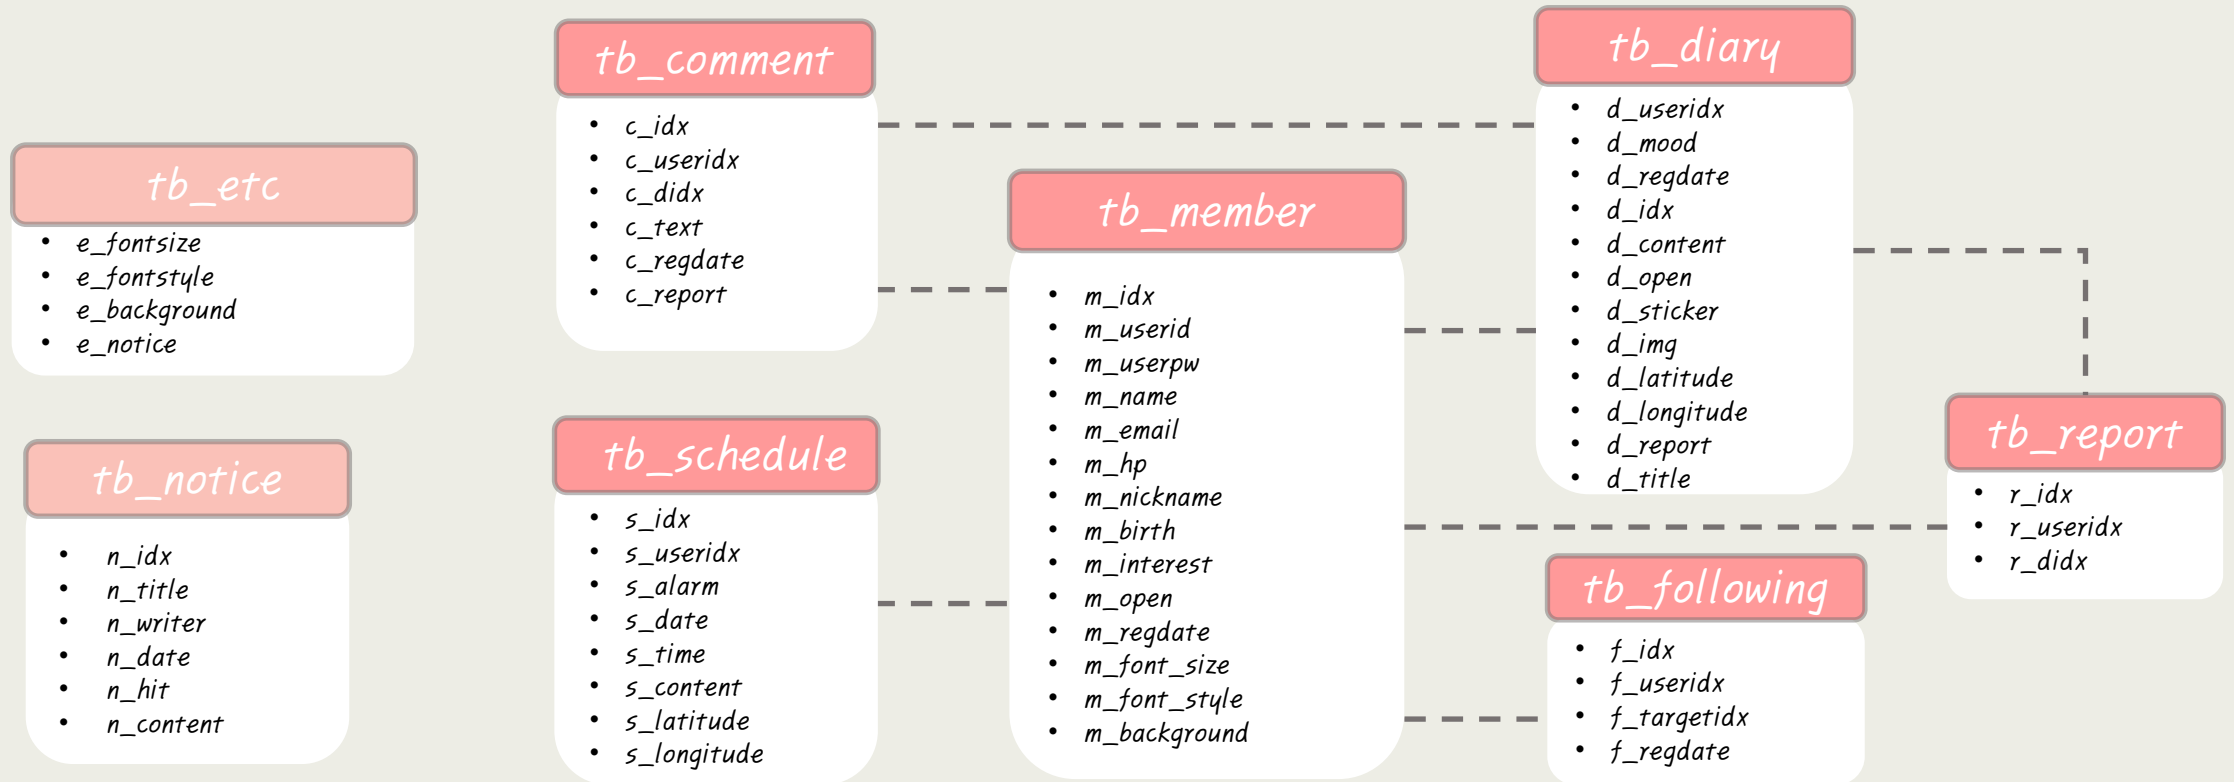 tb_etc
e_fontsize
e_fontstyle
e_background
e_notice
tb_notice
n_idx
n_title
n_writer
n_date
n_hit
n_content
tb_comment
c_idx
c_useridx
c_didx
c_text
c_regdate
c_report
tb_schedule
s_idx
s_useridx
s_alarm
s_date
s_time
s_content
s_latitude
s_longitude
tb_member
m_idx
m_userid
m_userpw
m_name
m_email
m_hp
m_nickname
m_birth
m_interest
m_open
m_regdate
m_font_size
m_font_style
m_background
tb_diary
d_useridx
d_mood
d_regdate
d_idx
d_content
d_open
d_sticker
d_img
d_latitude
d_longitude
d_report
d_title
tb_following
f_idx
f_useridx
f_targetidx
f_regdate
tb_report
r_idx
r_useridx
r_didx